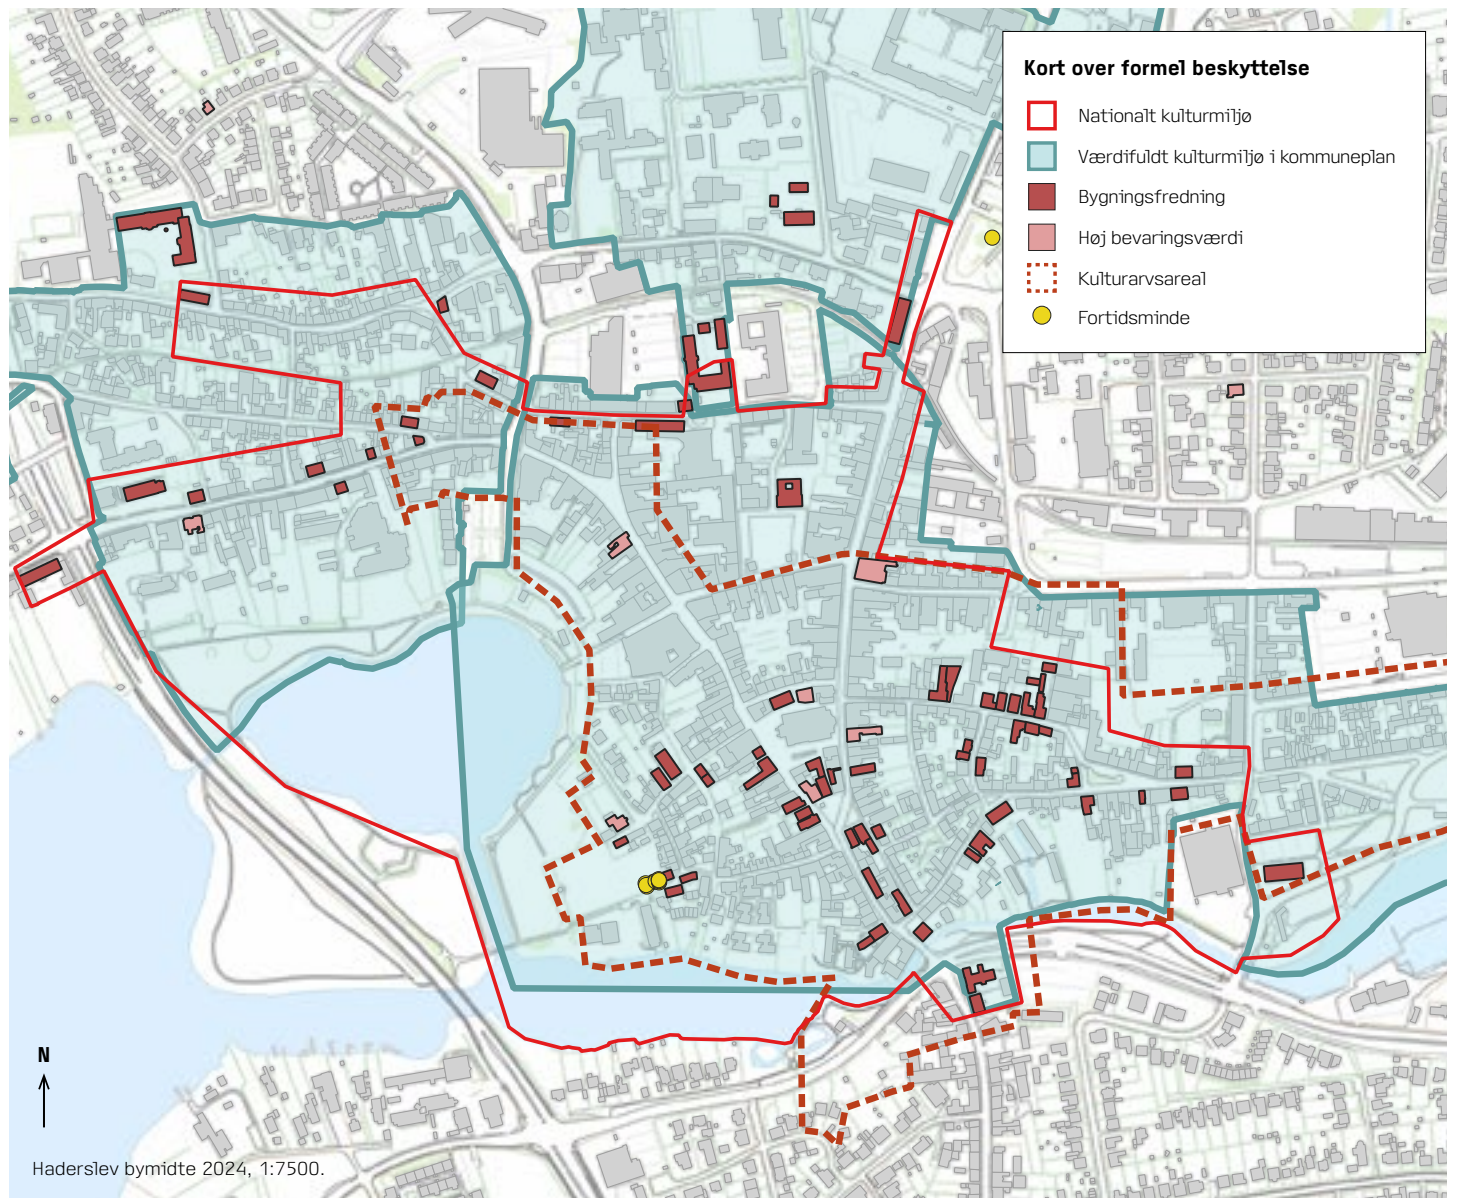 Kort over formel beskyttelse
Nationalt kulturmiljø
Værdifuldt kulturmiljø i kommuneplan
Bygningsfredning
Høj bevaringsværdi
Kulturarvsareal
Fortidsminde
N
Haderslev bymidte 2024, 1:7500.